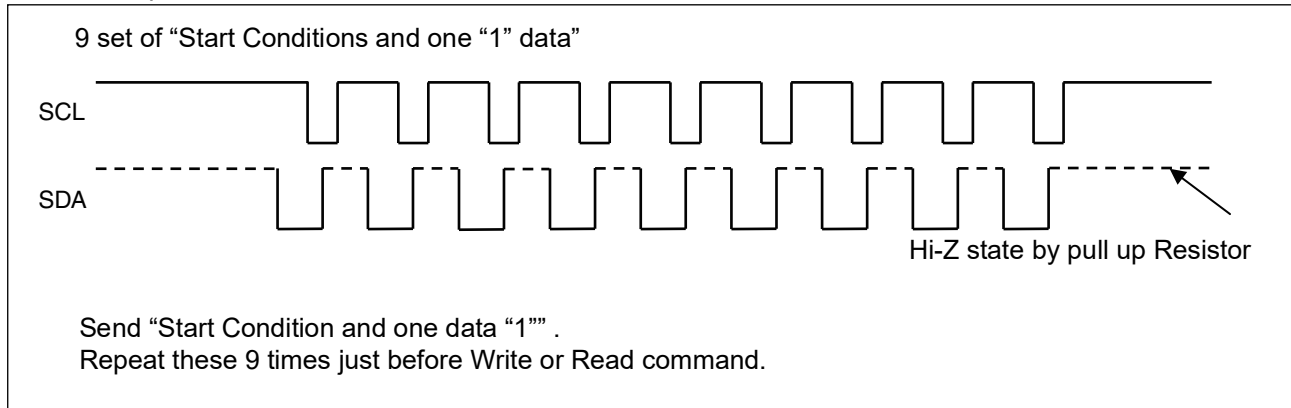 9 set of “Start Conditions and one “1” data”
SCL
SDA
Hi-Z state by pull up Resistor
Send “Start Condition and one data “1”” .
Repeat these 9 times just before Write or Read command.